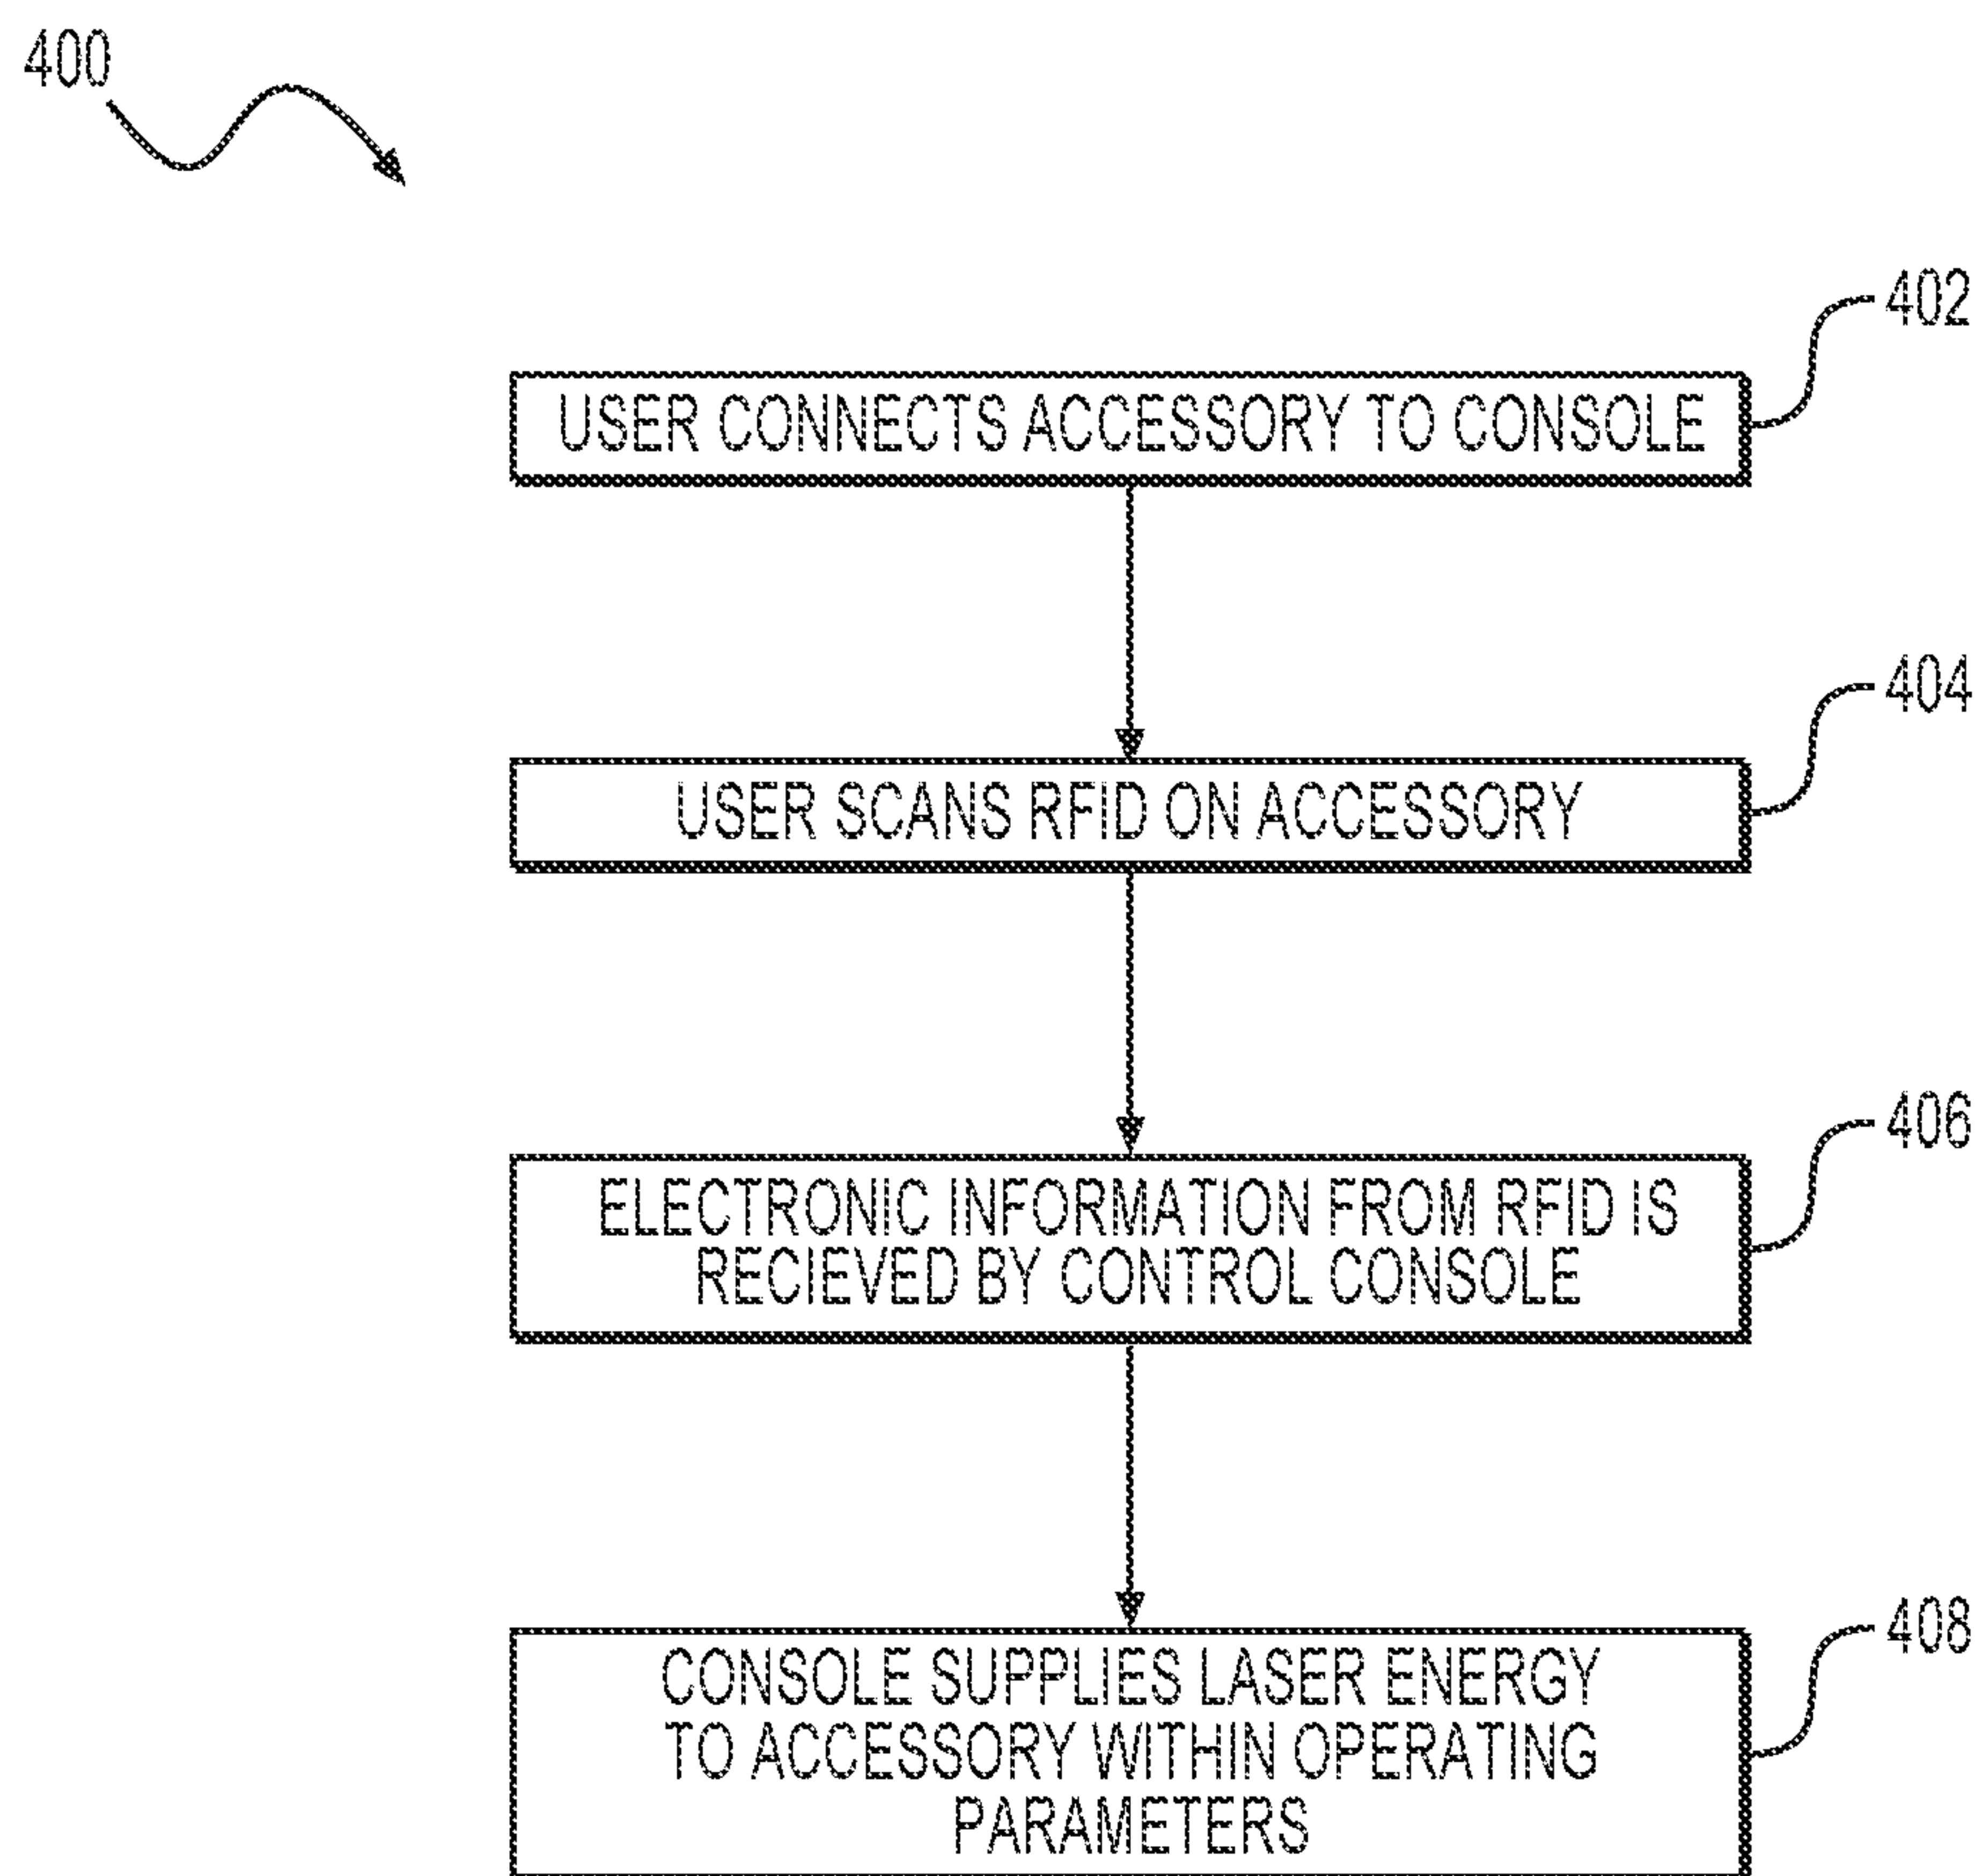 400
402
USER CONNECTS ACCESSORY TO CONSOLE
404
USER SCANS RFID ON ACCESSORY
406
ELECTRONIC INFORMATION FROM RFID IS
RECIEVED BY CONTROL CONSOLE
408
CONSOLE SUPPLIES LASER ENERGY
TO ACCESSORY WITHIN OPERATING
PARAMETERS